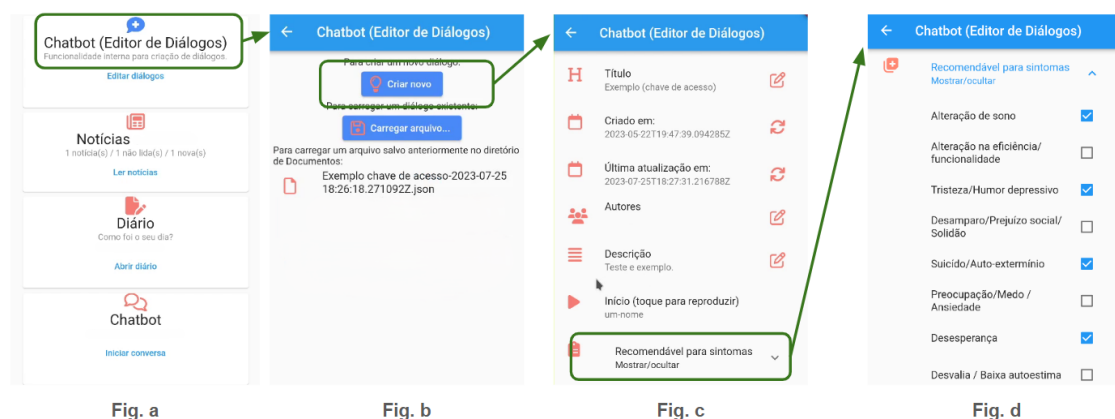 Chatbot (Editor de Diálogos)
Funcionalidade interna para criação de diálogos.
Editar diálogos
Notícias
1 notícia(s) / 1 não lida(s) / 1 nova(s)
Ler notícias
Diário
Como foi o seu dia?
Abrir diário
Chatbot
Iniciar conversa
Fig. a
Chatbot (Editor de Diálogos)
Para criar um novo diálogo:
Criar novo
Para carregar um diálogo existente:
Carregar arquivo...
Para carregar um arquivo salvo anteriormente no diretório
de Documentos:
Exemplo chave de acesso-2023-07-25
18:26:18.271092Z.json
Fig. b
Chatbot (Editor de Diálogos)
Título
Exemplo (chave de acesso)
Criado em:
2023-05-22T19:47:39.094285Z
Última atualização em:
2023-07-25T18:27:31.216788Z
Autores
Descrição
Teste e exemplo.
Início (toque para reproduzir)
um-nome
Recomendável para sintomas
Mostrar/ocultar
Fig. c
Chatbot (Editor de Diálogos)
Recomendável para sintomas
Mostrar/ocultar
Alteração de sono
Alteração na eficiência/
funcionalidade
Tristeza/Humor depressivo
Desamparo/Prejuízo social/
Solidão
Suicído/Auto-extermínio
Preocupação/Medo /
Ansiedade
Desesperança
Desvalia / Baixa autoestima
Fig. d